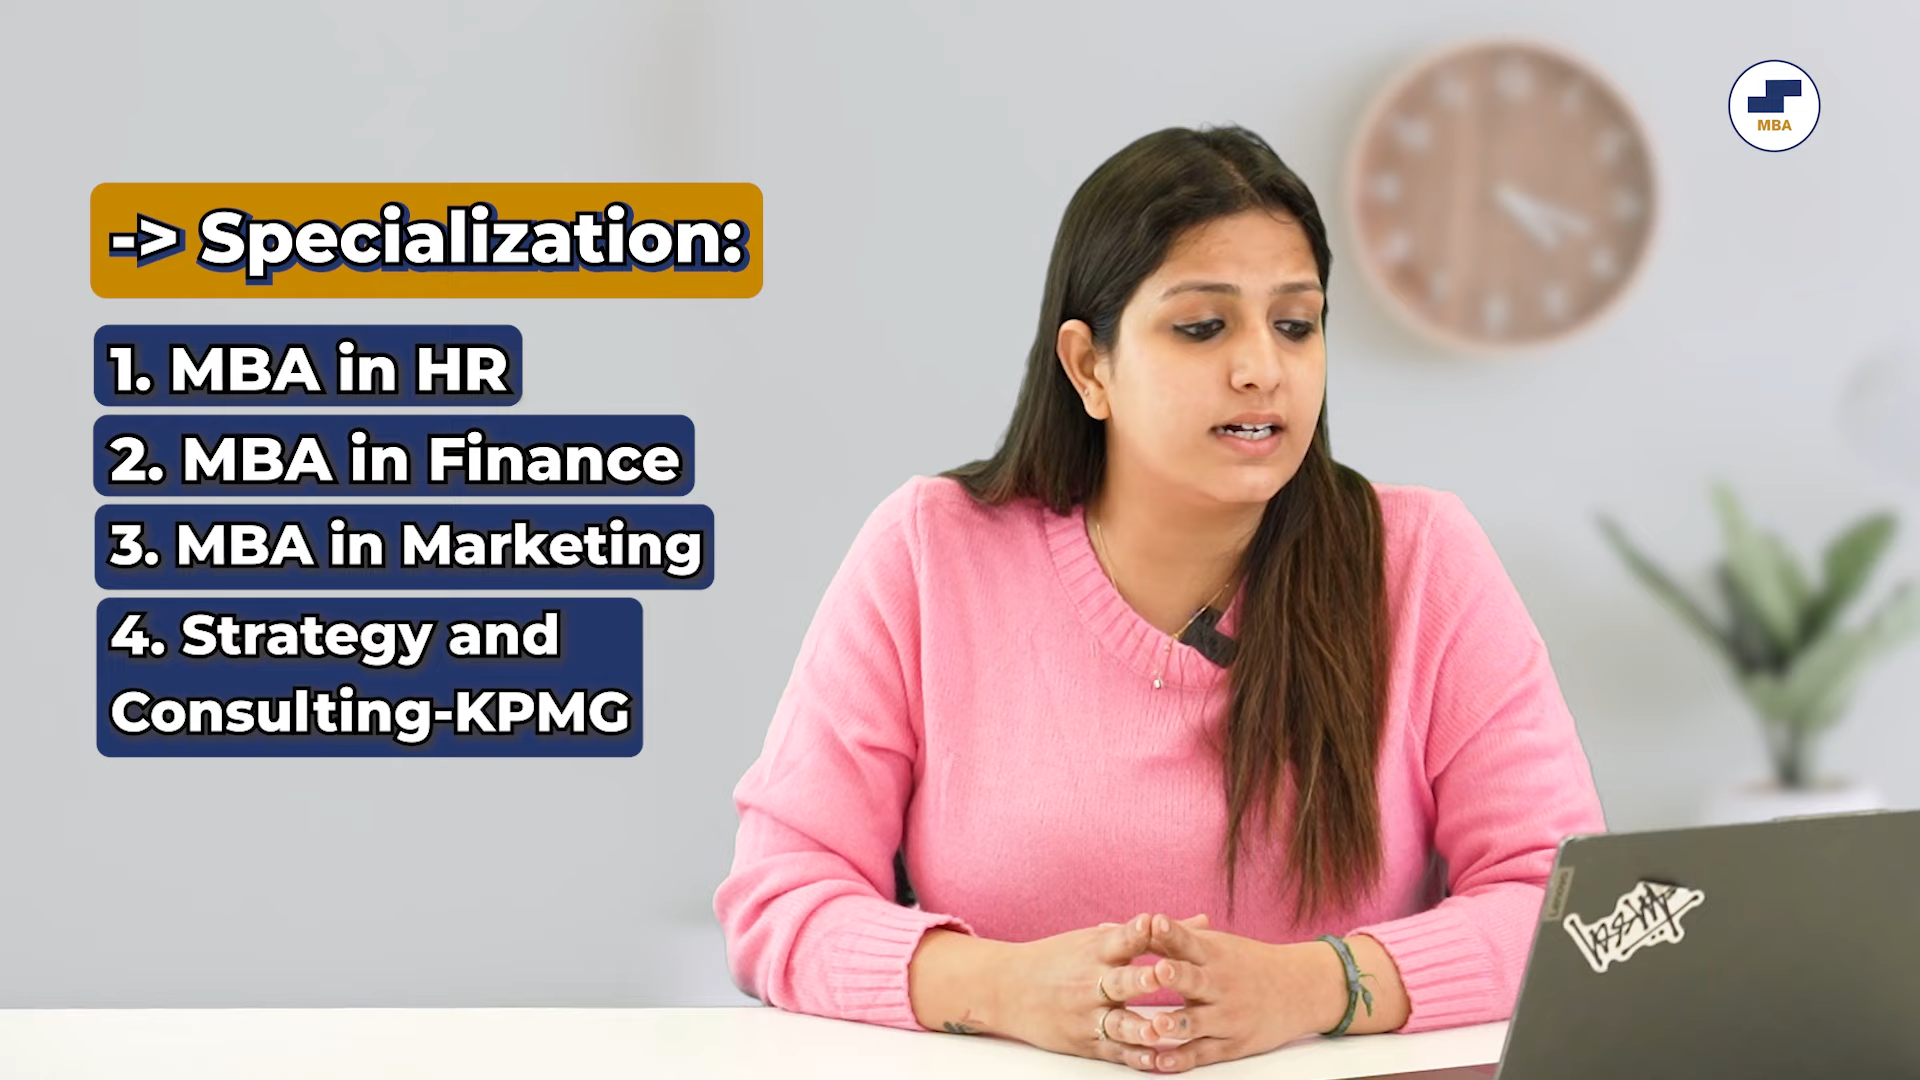 -> Specialization:
1. MBA in HR
2. MBA in Finance
3. MBA in Marketing
4. Strategy and
Consulting-KPMG
MBA